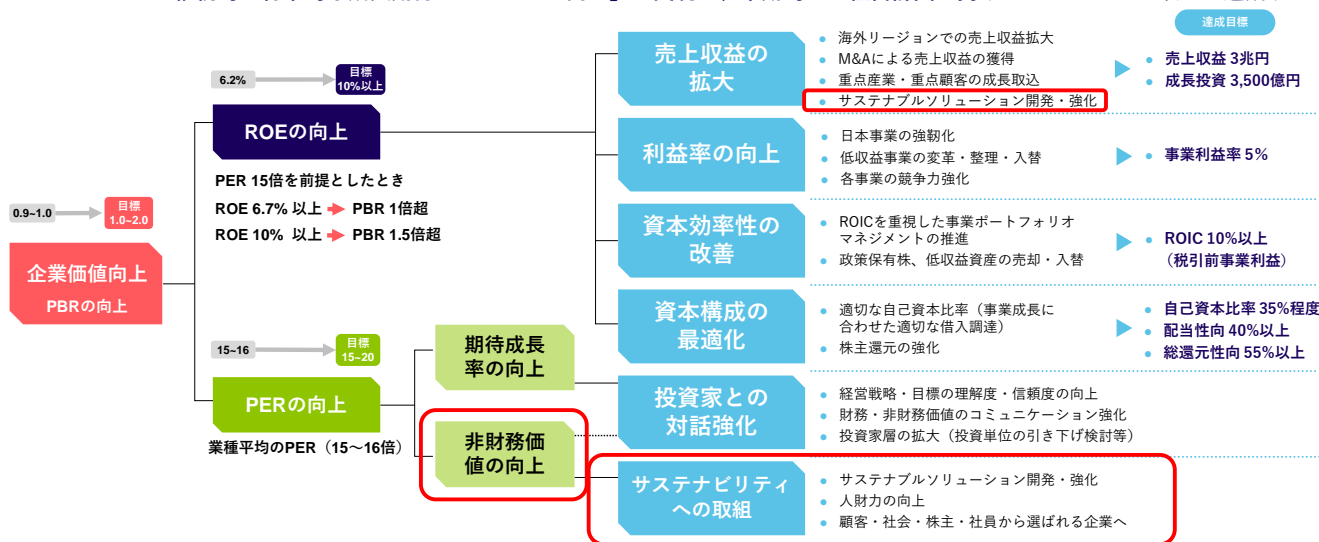 達成目標
6.2%
目標
10%以上
ROEの向上
PER 15倍を前提としたとき
ROE 6.7% 以上 PBR 1倍超
ROE 10% 以上 PBR 1.5倍超
0.9~1.0
目標
1.0~2.0
企業価値向上
PBRの向上
15~16
目標
15~20
PERの向上
業種平均のPER（15〜16倍）
期待成長
率の向上
非財務価
値の向上
売上収益の
拡大
海外リージョンでの売上収益拡大
M&Aによる売上収益の獲得
重点産業・重点顧客の成長取込
サステナブルソリューション開発・強化
売上収益 3兆円
成長投資 3,500億円
利益率の向上
日本事業の強靭化
低収益事業の変革・整理・入替
各事業の競争力強化
事業利益率 5%
資本効率性の
改善
ROICを重視した事業ポートフォリオ
マネジメントの推進
政策保有株、低収益資産の売却・入替
ROIC 10%以上
（税引前事業利益）
資本構成の
最適化
適切な自己資本比率（事業成長に
合わせた適切な借入調達）
株主還元の強化
自己資本比率 35%程度
配当性向 40%以上
総還元性向 55%以上
投資家との
対話強化
経営戦略・目標の理解度・信頼度の向上
財務・非財務価値のコミュニケーション強化
投資家層の拡大（投資単位の引き下げ検討等）
サステナビリティ
への取組
サステナブルソリューション開発・強化
人財力の向上
顧客・社会・株主・社員から選ばれる企業へ